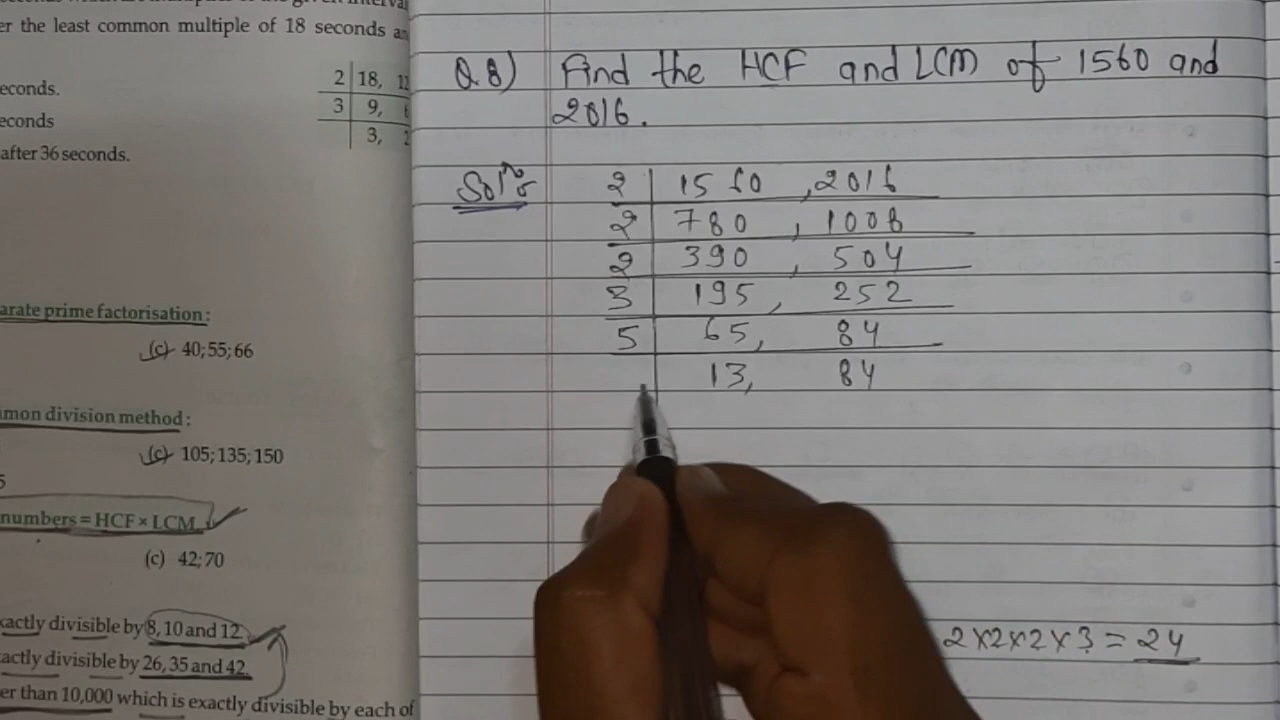 er the least common multiple of 18 seconds
2 18,
3 9,
3,
econds.
econds
after 36 seconds.
arate prime factorisation :
(c) 40; 55; 66
mmon division method :
(c) 105; 135; 150
5
numbers = HCF × LCM
(c) 42; 70
xactly divisible by 8, 10 and 12
actly divisible by 26, 35 and 42.
er than 10,000 which is exactly divisible by each of
Q.8) Find the HCF and LCM of 1560 and
2016.
Solⁿ
2 1560 , 2016
2 780 , 1008
2 390 , 504
3 195 , 252
5 65, 84
13, 84
2×2×2×3 = 24